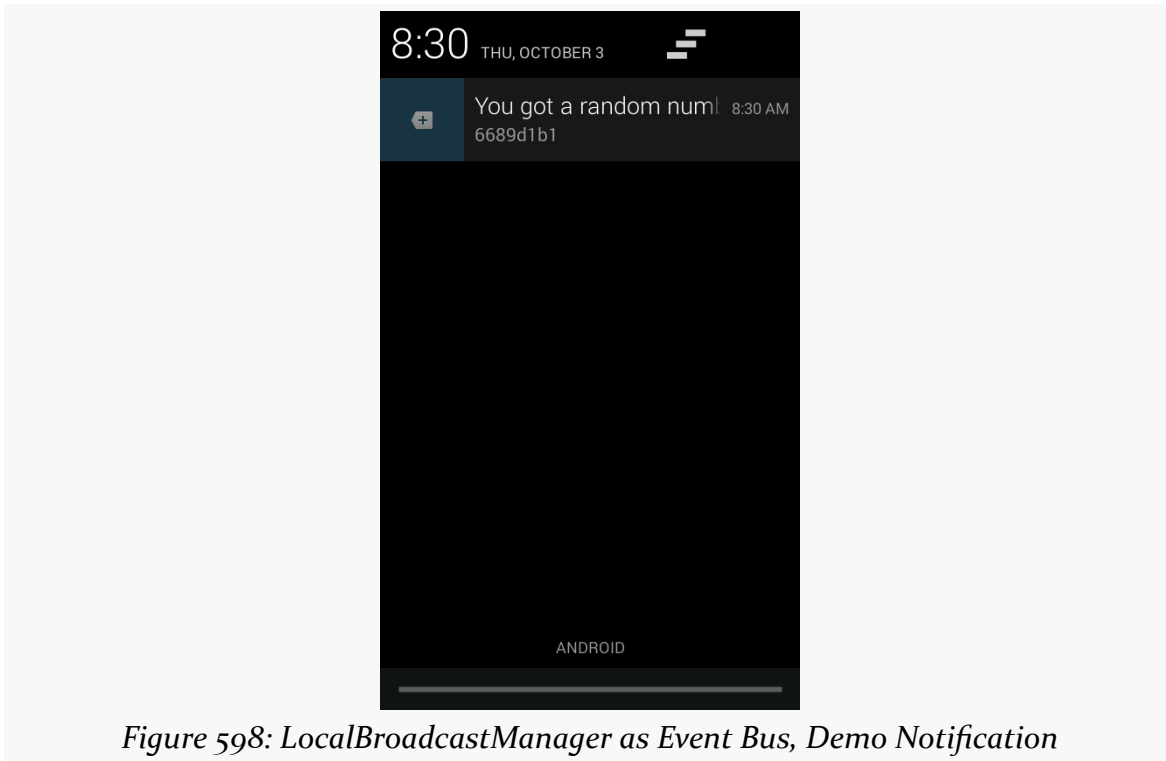 8:30 THU, OCTOBER 3
You got a random num 8:30 AM
6689d1b1
ANDROID
Figure 598: LocalBroadcastManager as Event Bus, Demo Notification